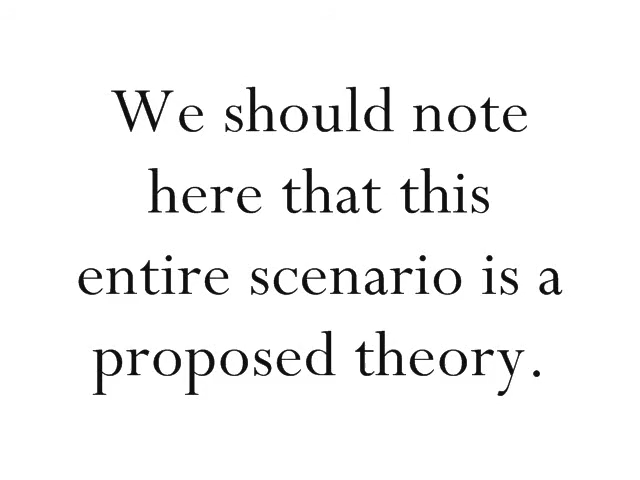 We should note
here that this
entire scenario is a
proposed theory.